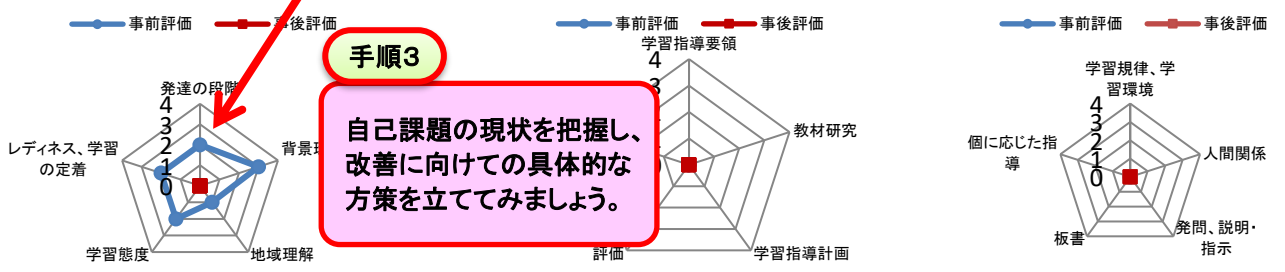 事前評価
事後評価
発達の段階
4
3
2
1
0
背景
地域理解
学習態度
レディネス、学習
の定着
手順3
自己課題の現状を把握し、
改善に向けての具体的な
方策を立ててみましょう。
事前評価
事後評価
学習指導要領
4
3
教材研究
学習指導計画
評価
事前評価
事後評価
学習規律、学
習環境
4
3
2
1
0
人間関係
発問、説明・
指示
板書
個に応じた指
導